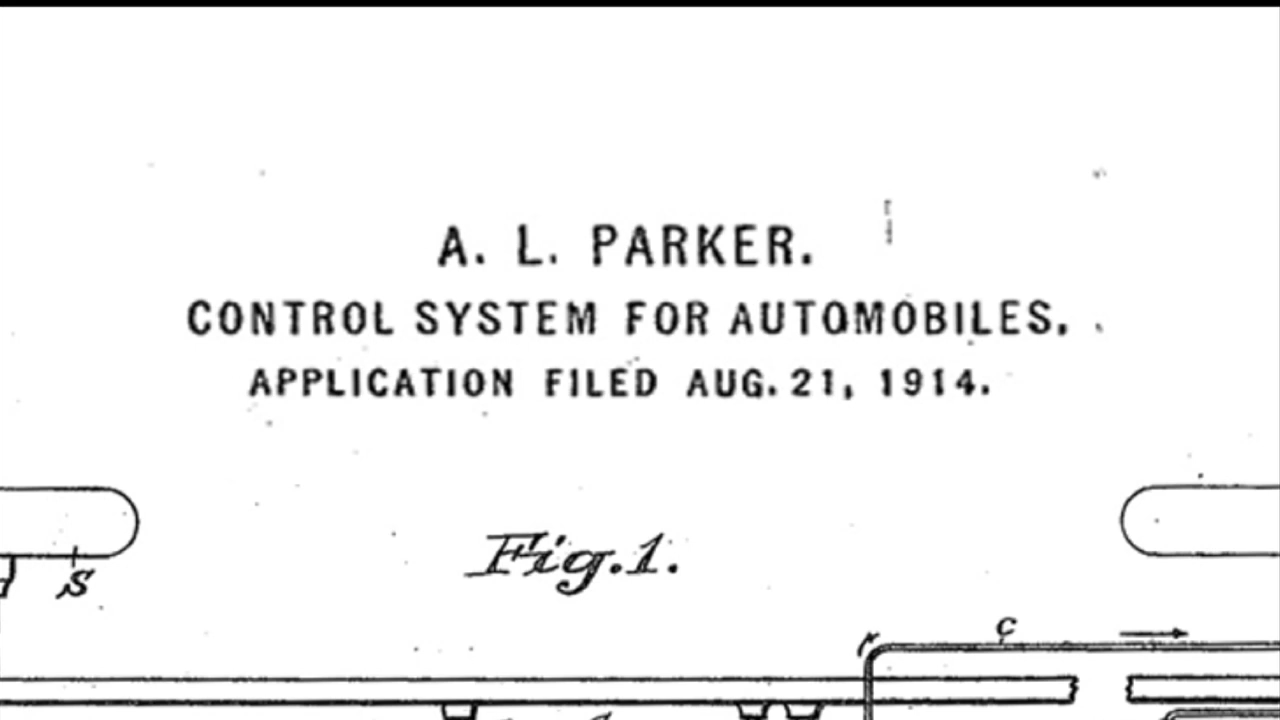 A. L. PARKER.
CONTROL SYSTEM FOR AUTOMOBILES.
APPLICATION FILED AUG. 21, 1914.
Fig. 1.
S
c
r